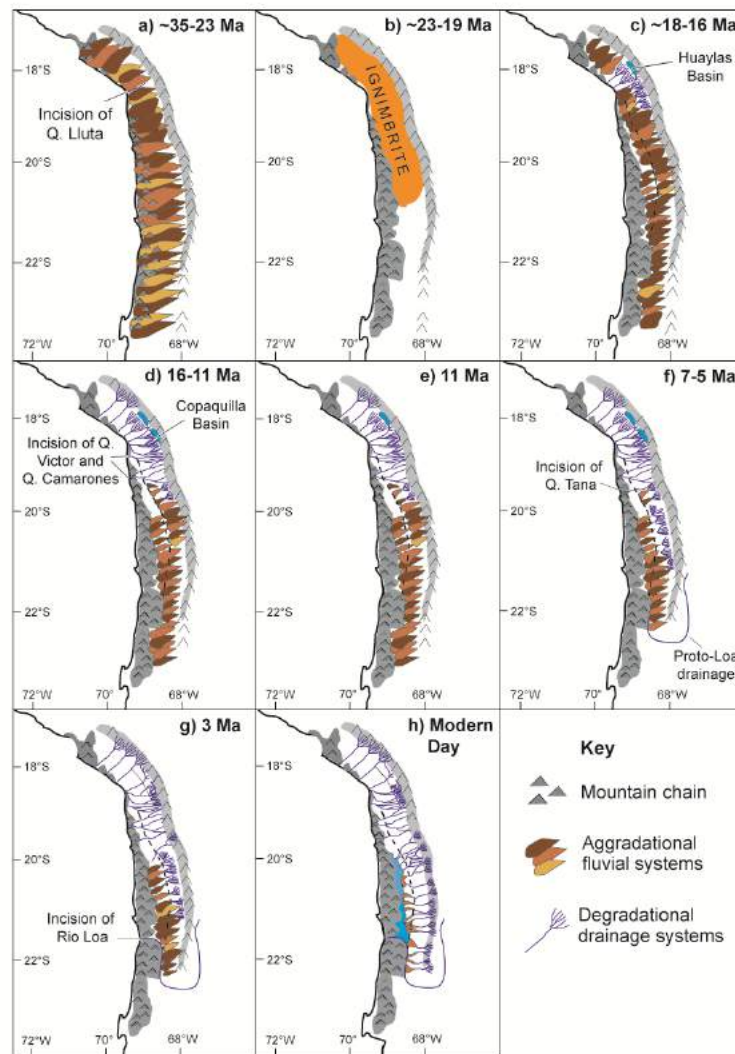 a) ~35-23 Ma
18°S
Incision of
Q. Lluta
20°S
22°S
72°W
70°
68°W
b) ~23-19 Ma
18°S
IGNIMBRITE
20°S
22°S
72°W
70°
68°W
c) ~18-16 Ma
Huaylas
Basin
18°S
20°S
22°S
72°W
70°
68°W
d) 16-11 Ma
Copaquilla
Basin
18°S
Incision of Q.
Victor and
Q. Camarones
20°S
22°S
72°W
70°
68°W
e) 11 Ma
18°S
20°S
22°S
72°W
70°
68°W
f) 7-5 Ma
18°S
Incision of
Q. Tana
20°S
22°S
Proto-Loa
drainage
72°W
70°
68°W
g) 3 Ma
18°S
20°S
Incision of
Rio Loa
22°S
72°W
70°
68°W
h) Modern
Day
18°S
20°S
22°S
72°W
70°
68°W
Key
Mountain chain
Aggradational
fluvial systems
Degradational
drainage systems